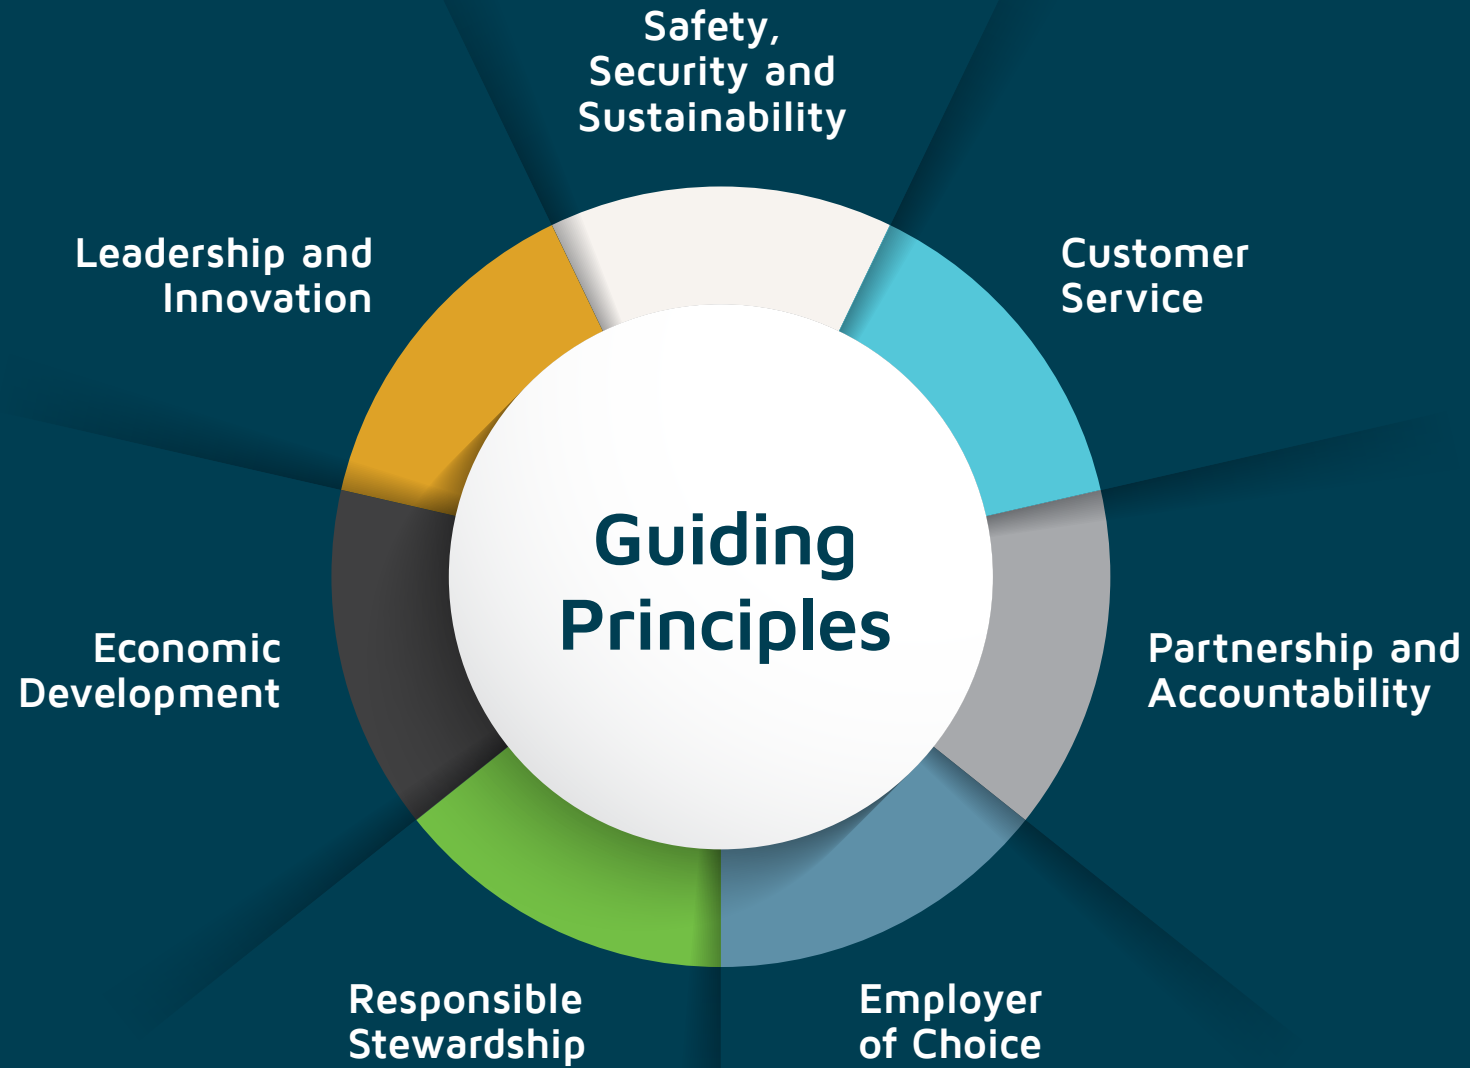 Safety,
Security and
Sustainability
Customer
Service
Partnership and
Accountability
Employer
of Choice
Responsible
Stewardship
Economic
Development
Leadership and
Innovation
Guiding
Principles